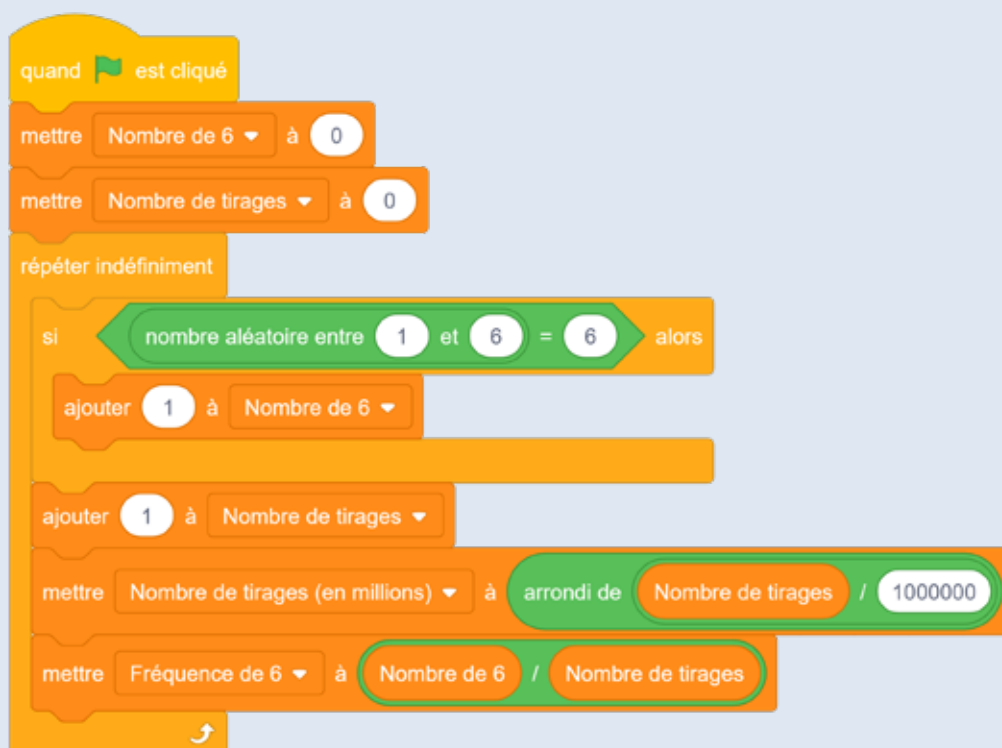 quand est cliqué
mettre Nombre de 6 à 0
mettre Nombre de tirages à 0
répéter indéfiniment
si nombre aléatoire entre 1 et 6 = 6 alors
ajouter 1 à Nombre de 6
ajouter 1 à Nombre de tirages
mettre Nombre de tirages (en millions) à arrondi de Nombre de tirages / 1000000
mettre Fréquence de 6 à Nombre de 6 / Nombre de tirages